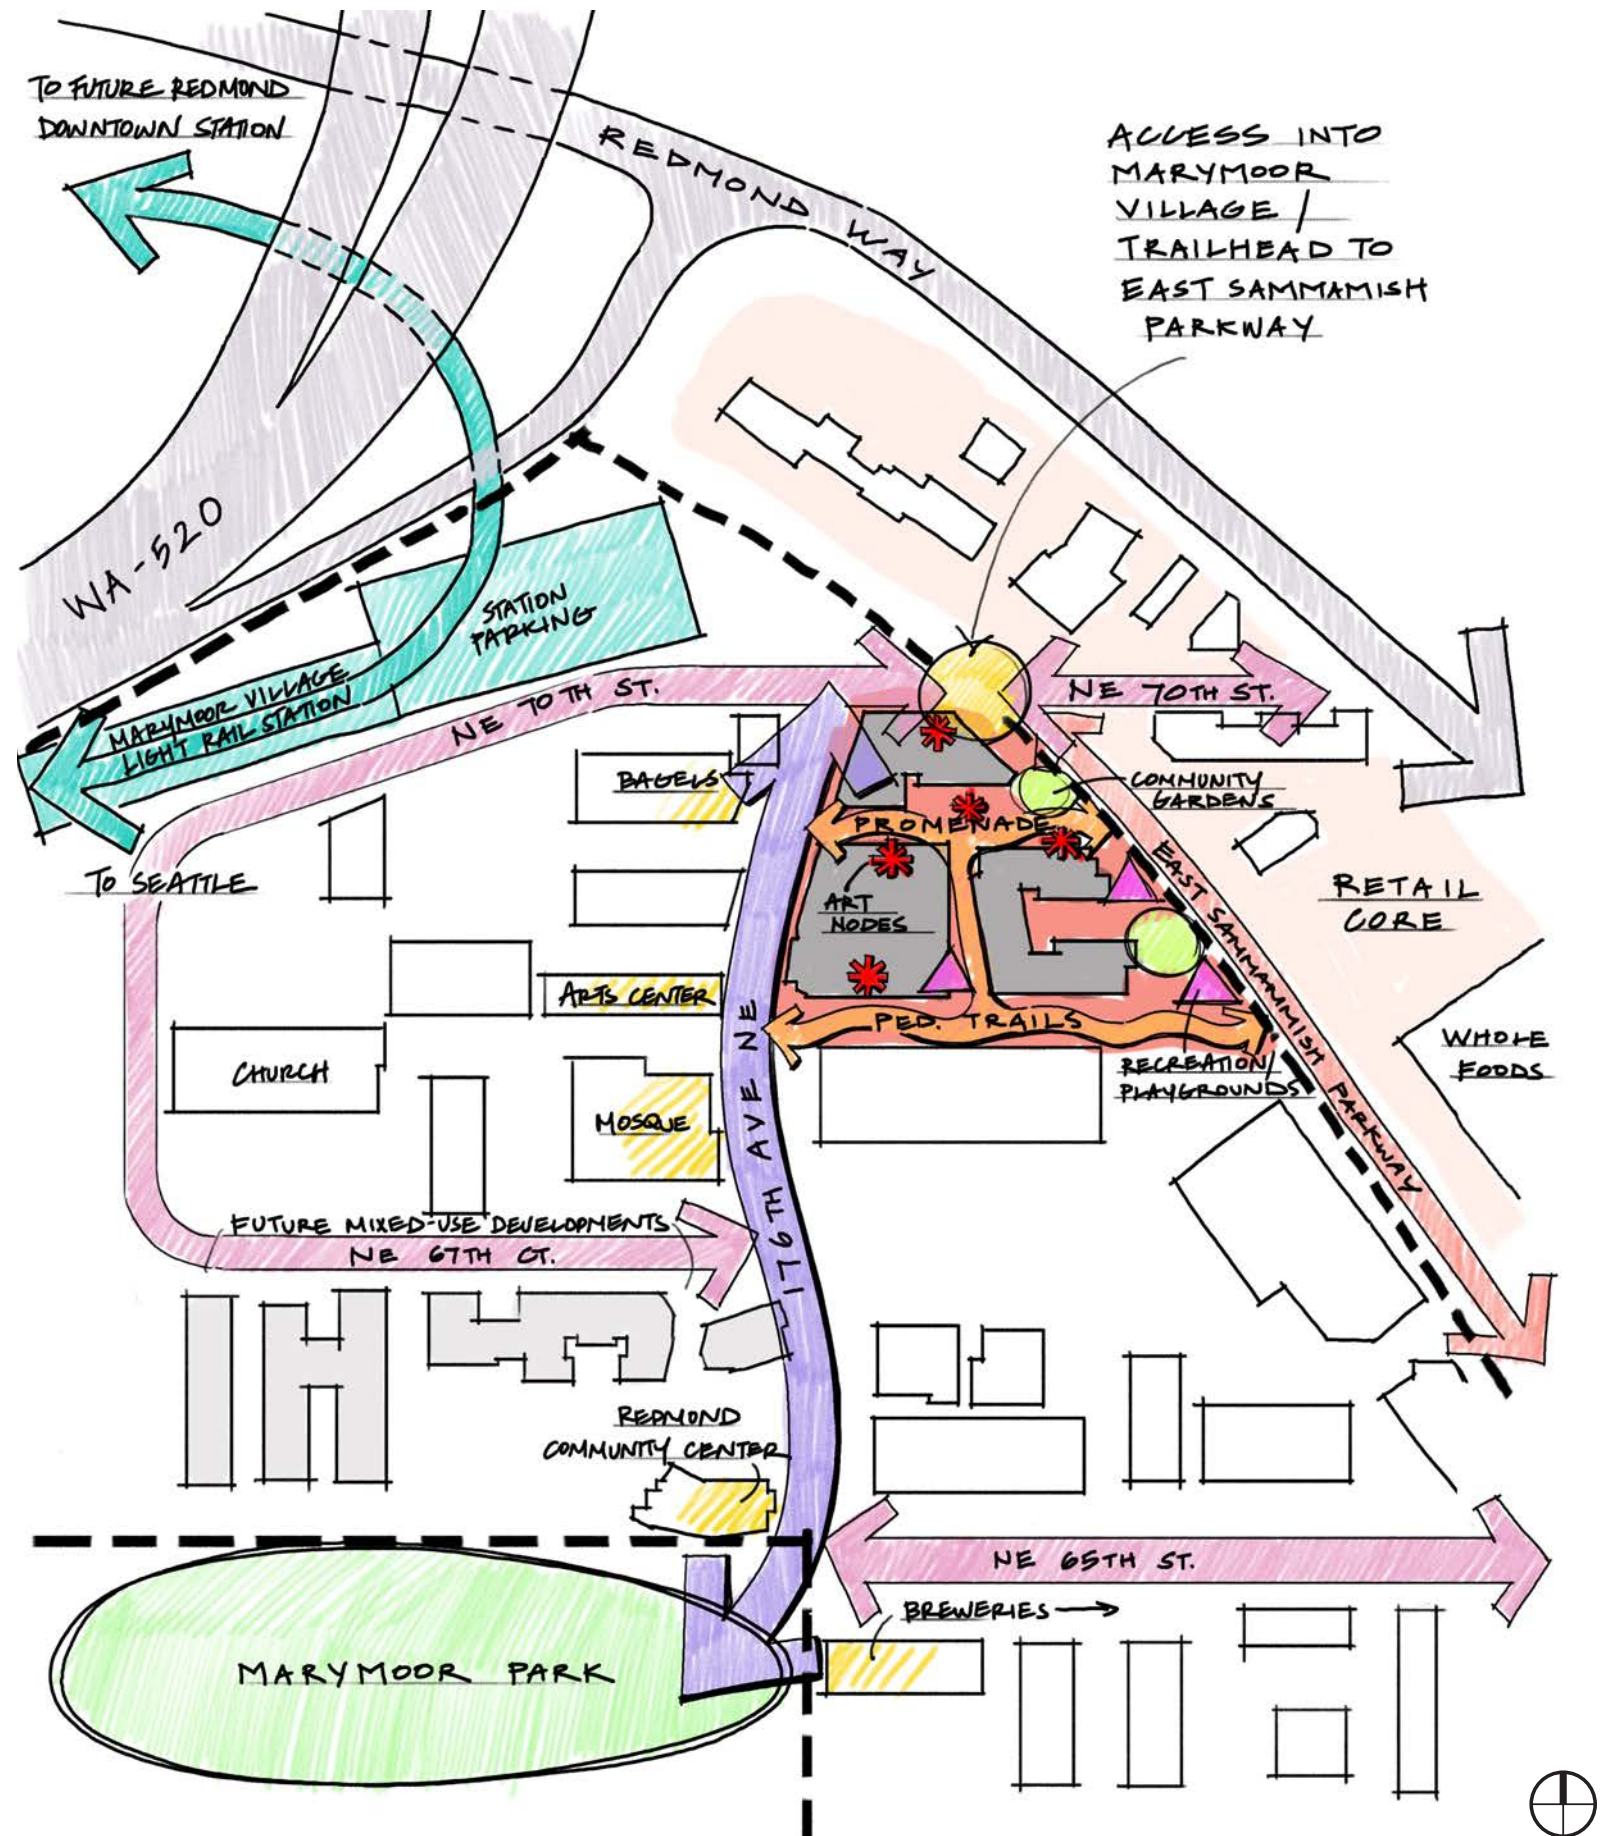 TO FUTURE REDMOND
DOWNTOWN STATION
REDMOND WAY
ACCESS INTO
MARYMOOR
VILLAGE /
TRAILHEAD TO
EAST SAMMAMISH
PARKWAY
WA-520
STATION
PARKING
MARYMOOR VILLAGE
LIGHT RAIL STATION
NE 70TH ST.
NE 70TH ST.
BAGELS
COMMUNITY
GARDENS
PROMENADE
TO SEATTLE
ART
NODES
EAST SAMMAMISH PARKWAY
RETAIL
CORE
ARTS CENTER
PED. TRAILS
WHOLE
FOODS
CHURCH
RECREATION/
PLAYGROUNDS
MOSQUE
176TH AVE NE
FUTURE MIXED-USE DEVELOPMENTS
NE 67TH CT.
REDMOND
COMMUNITY CENTER
NE 65TH ST.
BREWERIES
MARYMOOR PARK